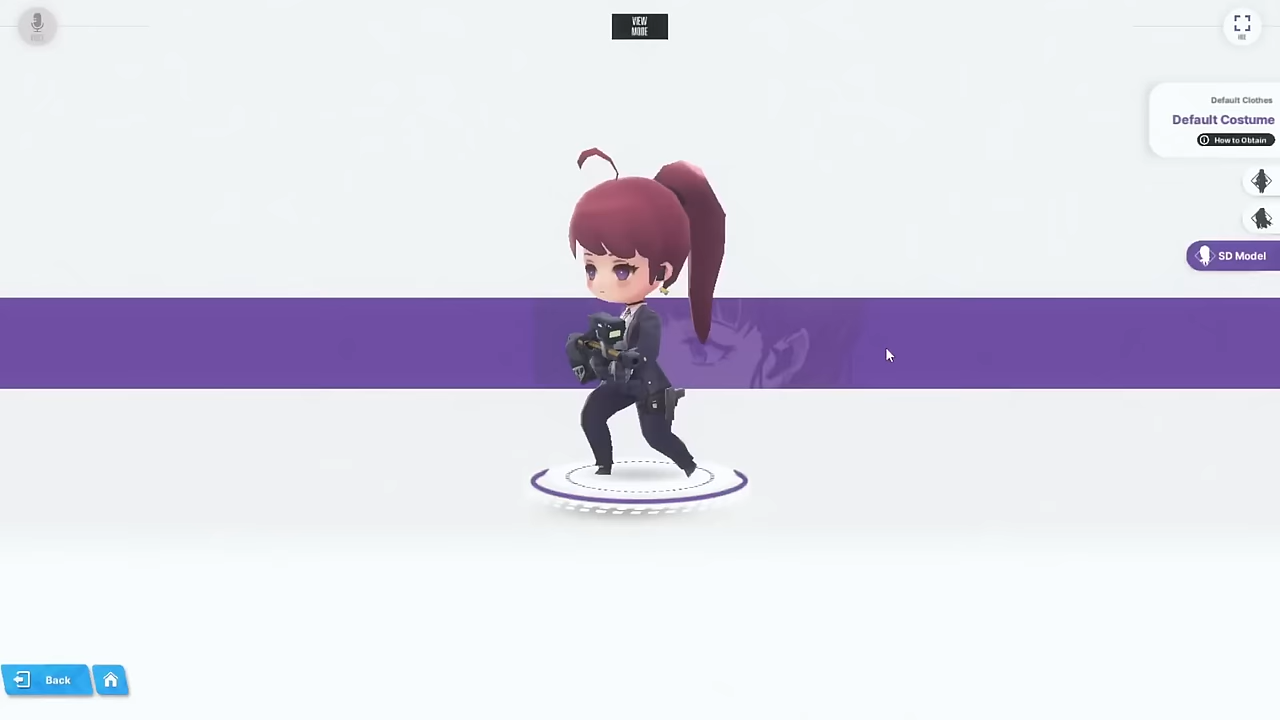 VIEW
MODE
Default Clothes
Default Costume
How to Obtain
SD Model
Back